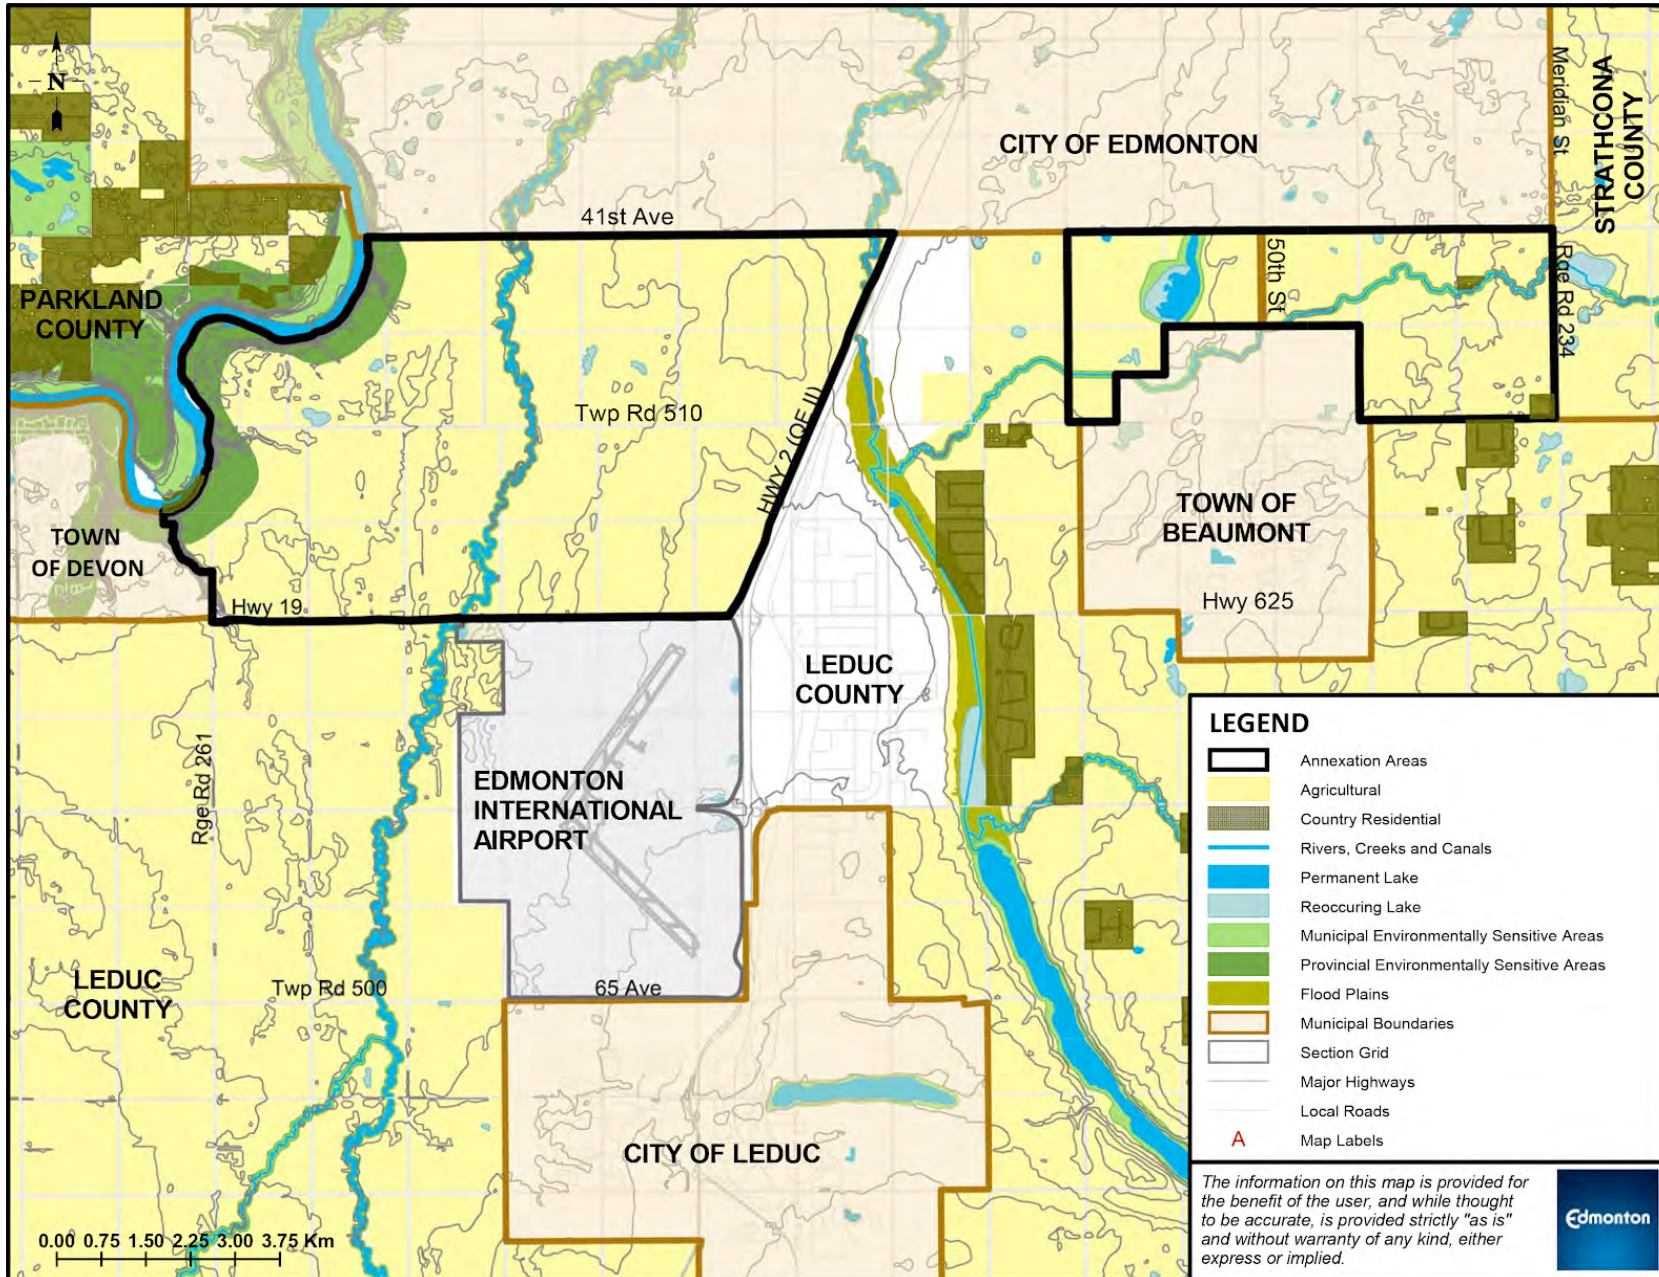 N
CITY OF EDMONTON
Meridian St.
STRATHCONA
COUNTY
41st Ave
50th St
Rge Rd 234
PARKLAND
COUNTY
Twp Rd 510
HWY 2 (QE II)
TOWN
OF DEVON
TOWN OF
BEAUMONT
Hwy 19
Hwy 625
LEDUC
COUNTY
Rge Rd 261
EDMONTON
INTERNATIONAL
AIRPORT
LEDUC
COUNTY
Twp Rd 500
65 Ave
CITY OF LEDUC
0.00 0.75 1.50 2.25 3.00 3.75 Km
LEGEND
Annexation Areas
Agricultural
Country Residential
Rivers, Creeks and Canals
Permanent Lake
Reoccuring Lake
Municipal Environmentally Sensitive Areas
Provincial Environmentally Sensitive Areas
Flood Plains
Municipal Boundaries
Section Grid
Major Highways
Local Roads
A Map Labels
The information on this map is provided for
the benefit of the user, and while thought
to be accurate, is provided strictly "as is"
and without warranty of any kind, either
express or implied.
Edmonton